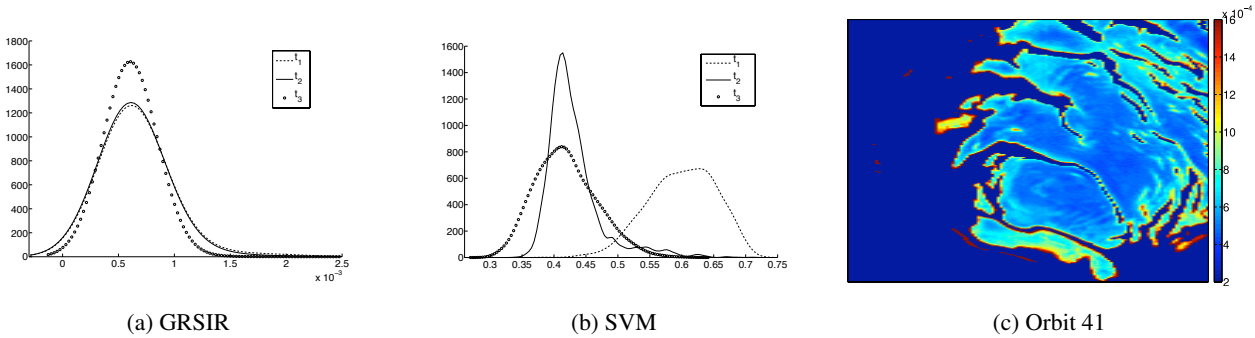 1800
1600
1400
1200
1000
800
600
400
200
0
0 0.5 1 1.5 2 2.5
x 10⁻³
t₁
t₂
t₃
(a) GRSIR
1600
1400
1200
1000
800
600
400
200
0
0.3 0.35 0.4 0.45 0.5 0.55 0.6 0.65 0.7 0.75
t₁
t₂
t₃
(b) SVM
x 10⁻⁴
16
14
12
10
8
6
4
2
(c) Orbit 41